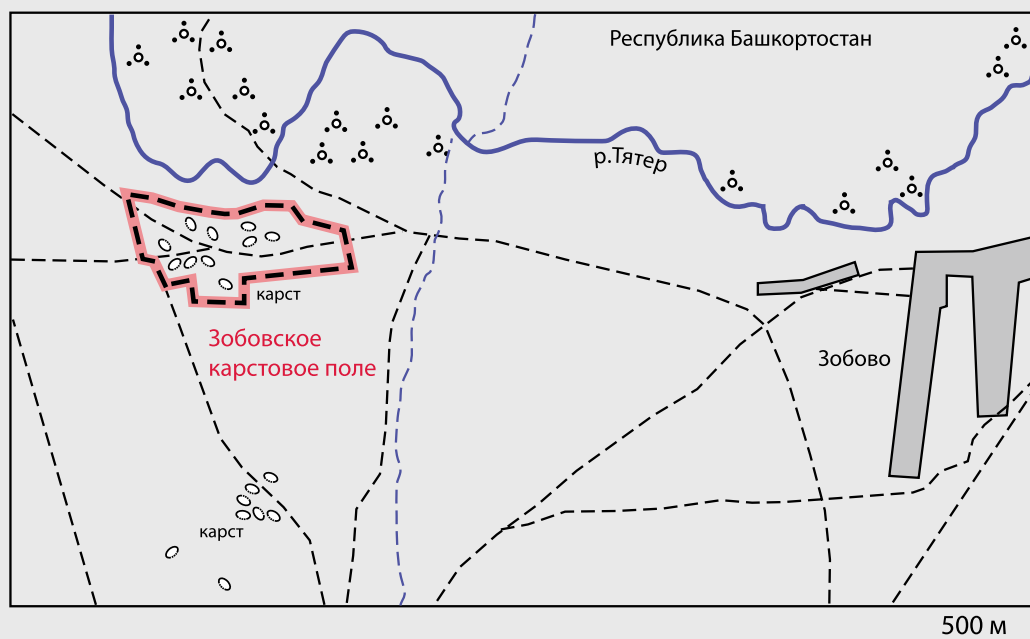 Республика Башкортостан
р.Тятер
карст
Зобовское
карстовое поле
Зобово
карст
500 м